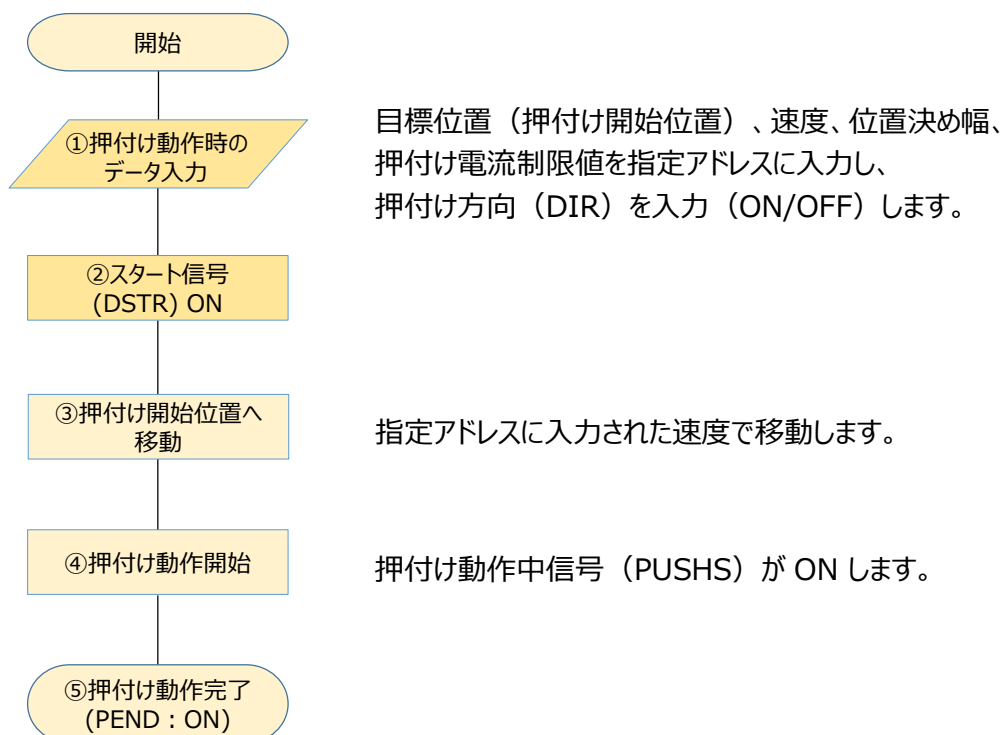 開始
①押付け動作時の
データ入力
目標位置（押付け開始位置）、速度、位置決め幅、
押付け電流制限値を指定アドレスに入力し、
押付け方向（DIR）を入力（ON/OFF）します。
②スタート信号
(DSTR) ON
③押付け開始位置へ
移動
指定アドレスに入力された速度で移動します。
④押付け動作開始
押付け動作中信号（PUSHS）が ON します。
⑤押付け動作完了
(PEND：ON)